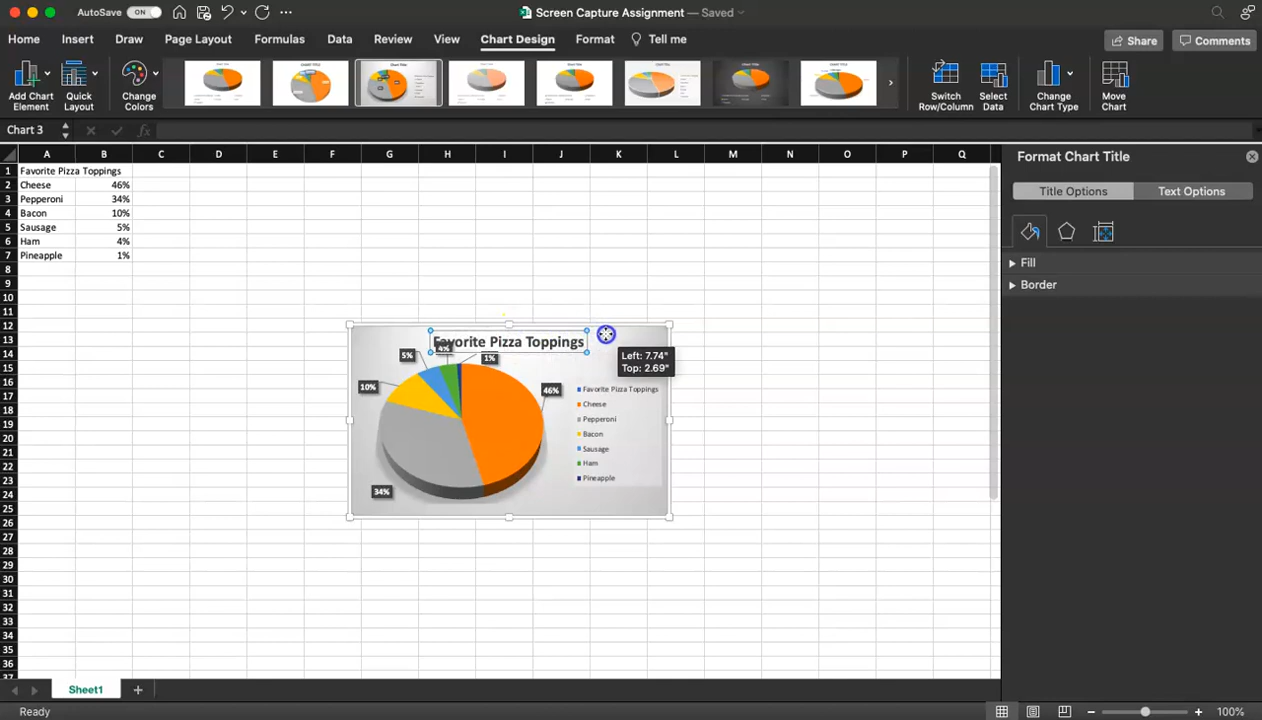 AutoSave ON Screen Capture Assignment — Saved
Home Insert Draw Page Layout Formulas Data Review View Chart Design Format Tell me Share Comments
Add Chart Element
Quick Layout
Change Colors
Switch Row/Column
Select Data
Change Chart Type
Move Chart
Chart 3 fx
A B C D E F G H I J K L M N O P Q
1 Favorite Pizza Toppings
2 Cheese 46%
3 Pepperoni 34%
4 Bacon 10%
5 Sausage 5%
6 Ham 4%
7 Pineapple 1%
8
9
10
11
12
13
14
15
16
17
18
19
20
21
22
23
24
25
26
27
28
29
30
31
32
33
34
35
36
37
Favorite Pizza Toppings
4%
5%
1%
10%
46%
34%
Left: 7.74"
Top: 2.69"
Favorite Pizza Toppings
Cheese
Pepperoni
Bacon
Sausage
Ham
Pineapple
Format Chart Title
Title Options Text Options
Fill
Border
Sheet1
Ready 100%